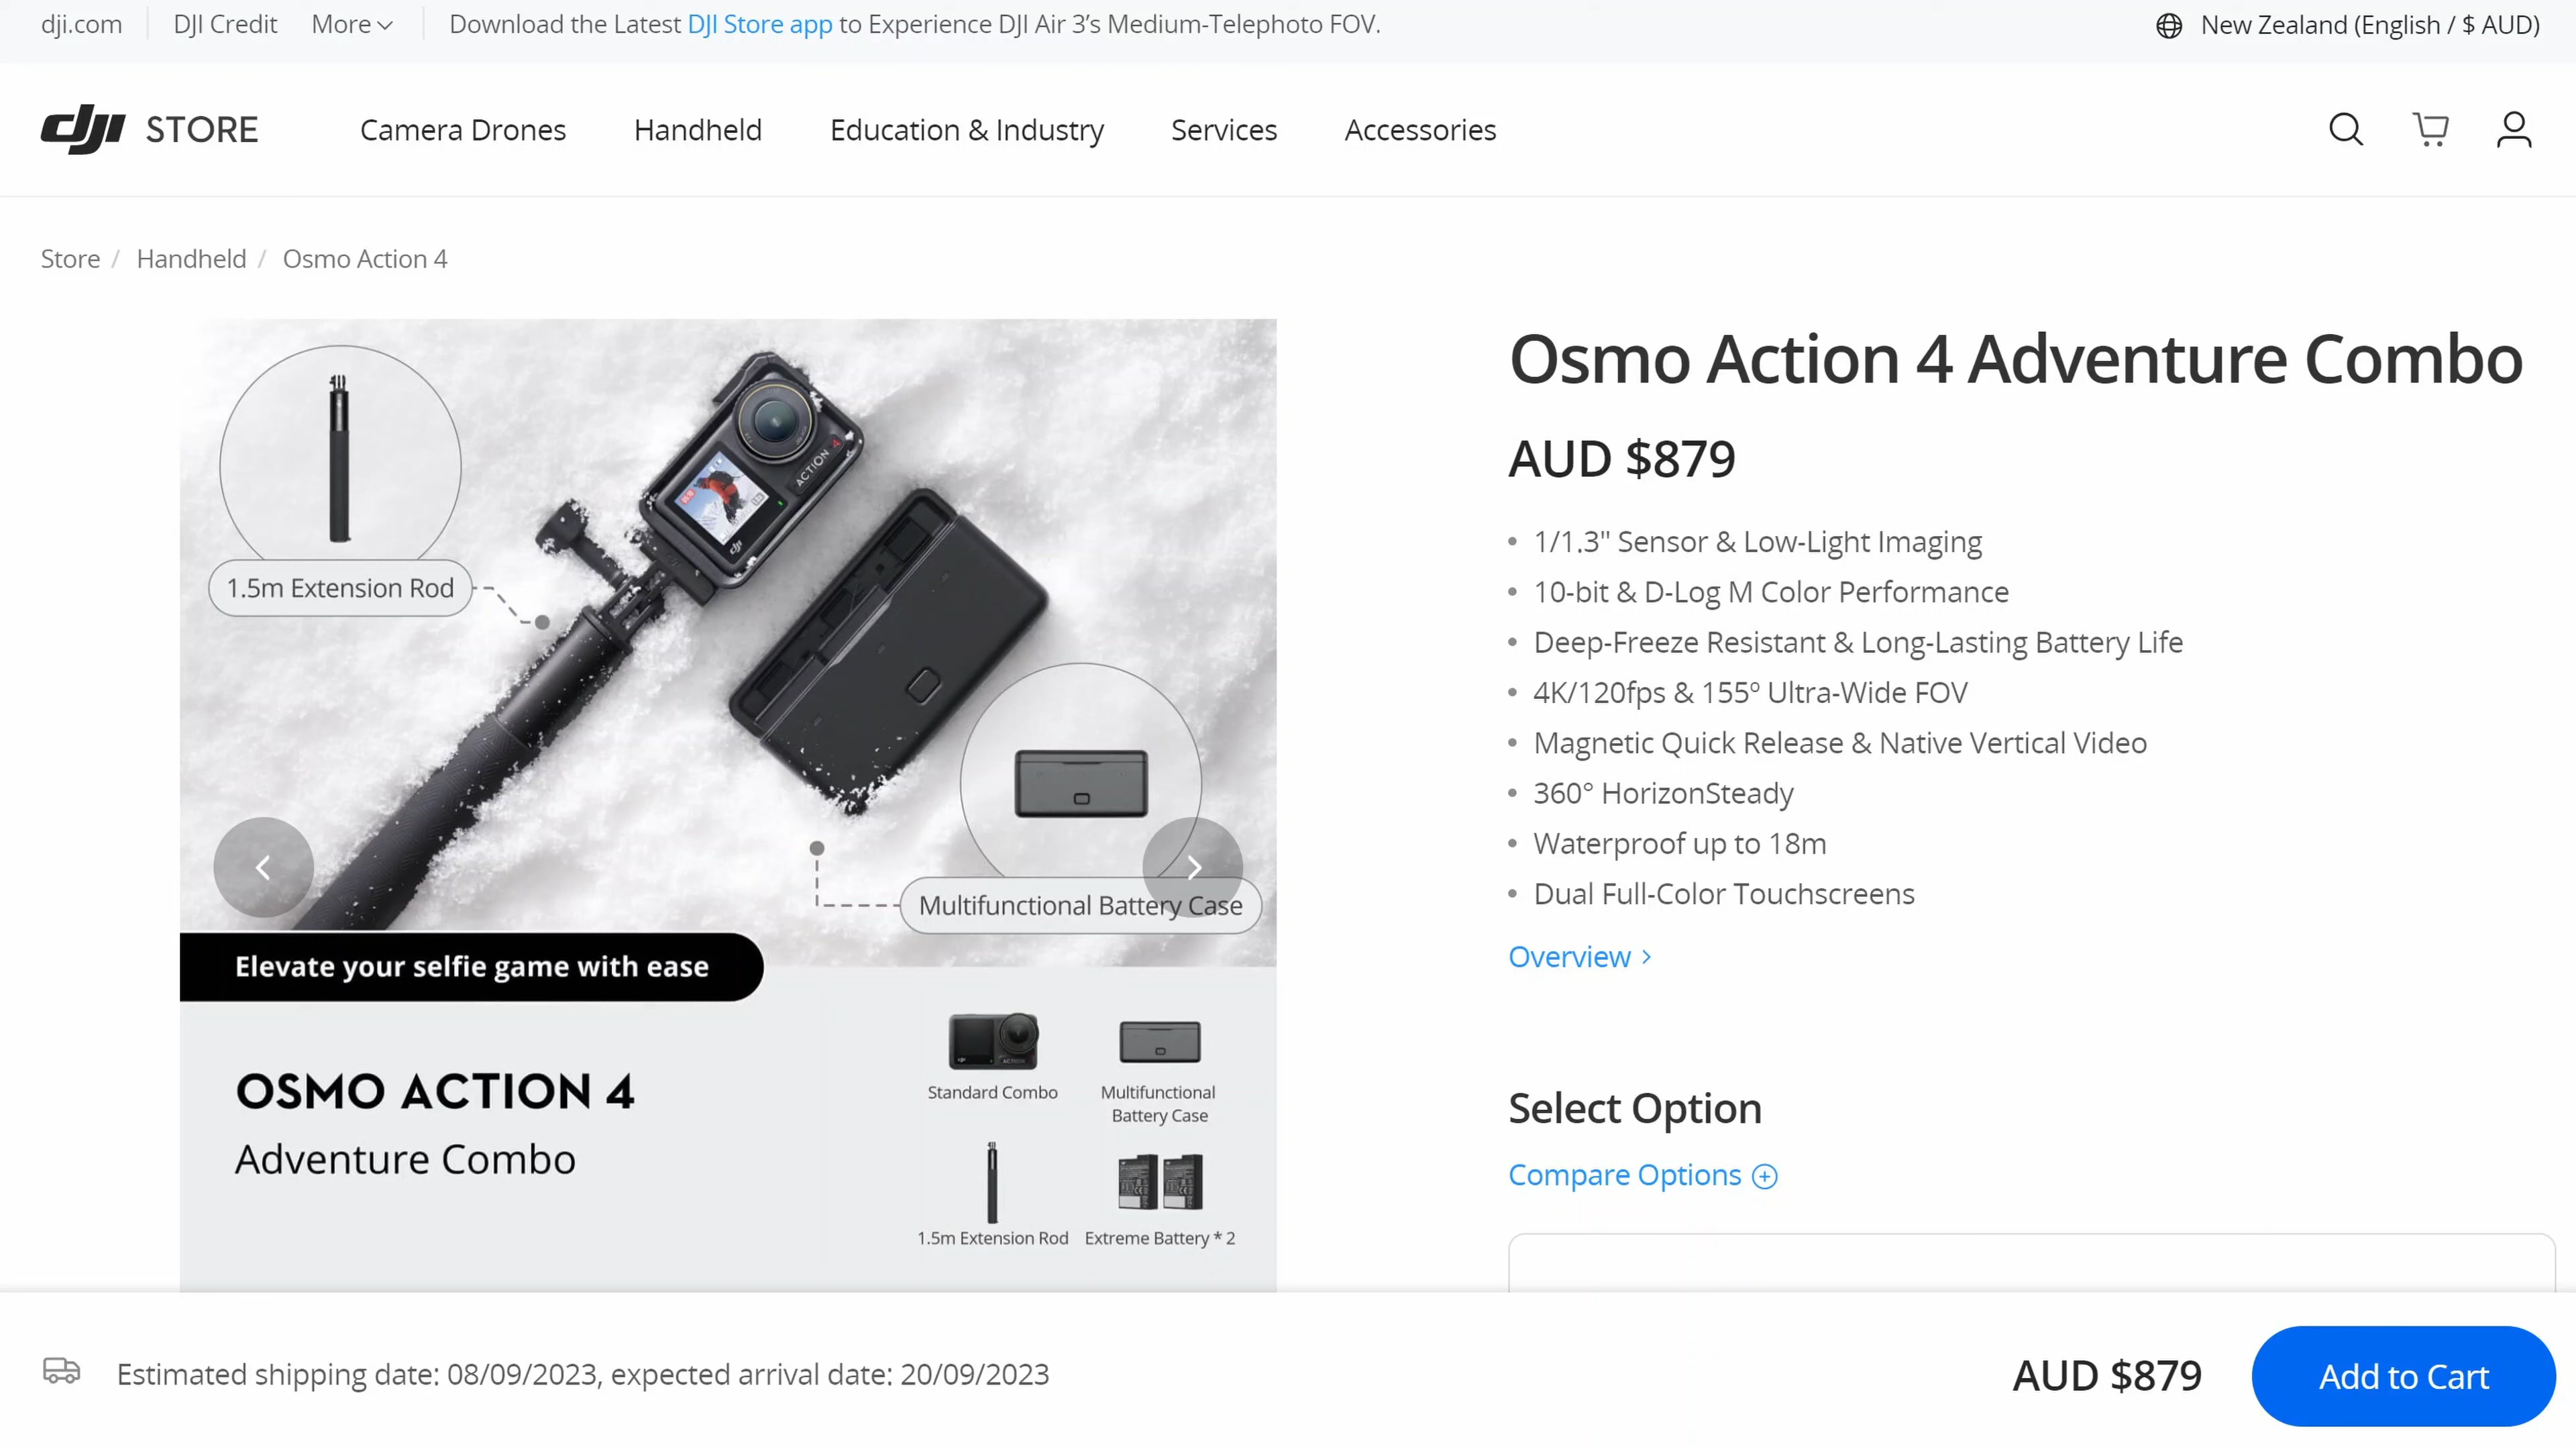 dji.com
DJI Credit
More
Download the Latest DJI Store app to Experience DJI Air 3’s Medium-Telephoto FOV.
New Zealand (English / $ AUD)
dji STORE
Camera Drones
Handheld
Education & Industry
Services
Accessories
Store / Handheld / Osmo Action 4
1.5m Extension Rod
ACTION 4
dji
Multifunctional Battery Case
Elevate your selfie game with ease
OSMO ACTION 4
Adventure Combo
Standard Combo
Multifunctional
Battery Case
1.5m Extension Rod
Extreme Battery * 2
Osmo Action 4 Adventure Combo
AUD $879
• 1/1.3" Sensor & Low-Light Imaging
• 10-bit & D-Log M Color Performance
• Deep-Freeze Resistant & Long-Lasting Battery Life
• 4K/120fps & 155º Ultra-Wide FOV
• Magnetic Quick Release & Native Vertical Video
• 360° HorizonSteady
• Waterproof up to 18m
• Dual Full-Color Touchscreens
Overview >
Select Option
Compare Options
Estimated shipping date: 08/09/2023, expected arrival date: 20/09/2023
AUD $879
Add to Cart